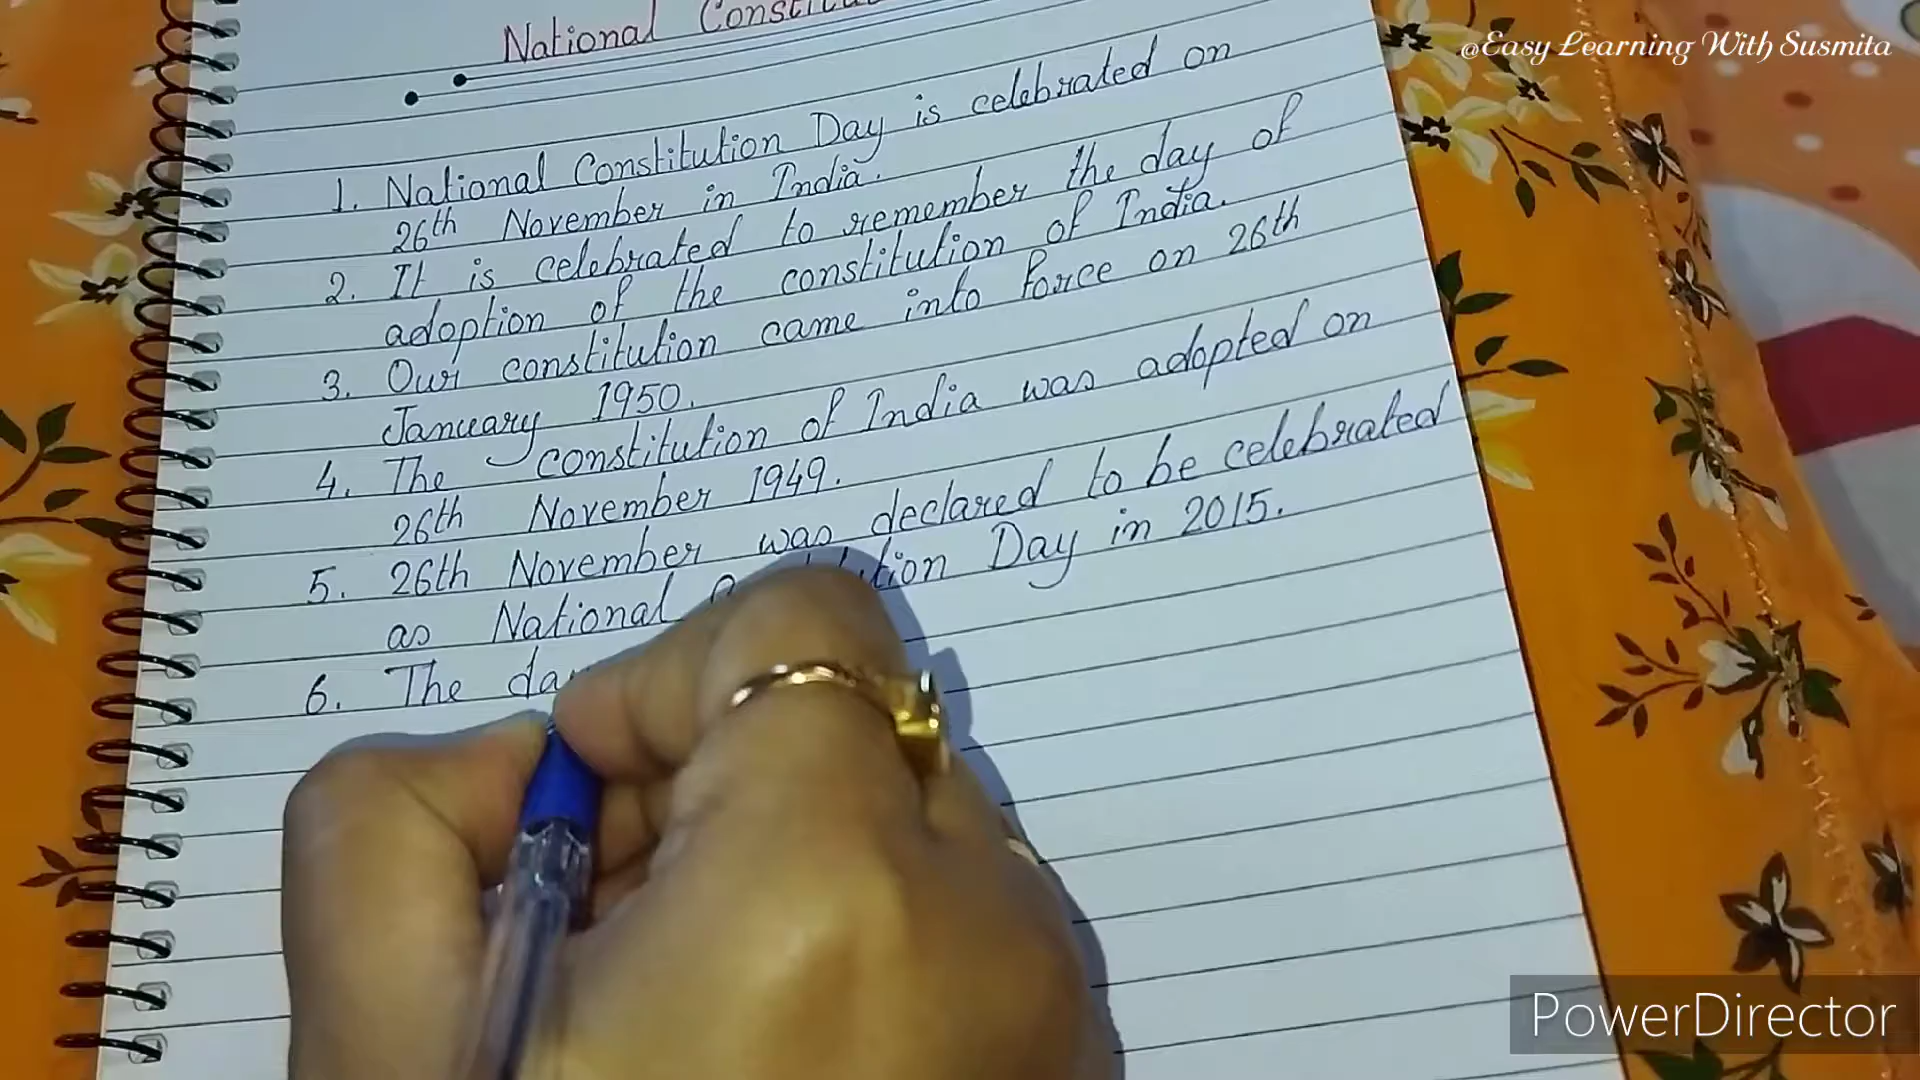 National
@Easy Learning With Susmita
1. National Constitution Day is celebrated on
26th November in India.
2. It is celebrated to remember the day of
adoption of the constitution of India.
3. Our constitution came into force on 26th
January 1950.
4. The constitution of India was adopted on
26th November 1949.
5. 26th November was declared to be celebrated
as National Day in 2015.
6. The
PowerDirector